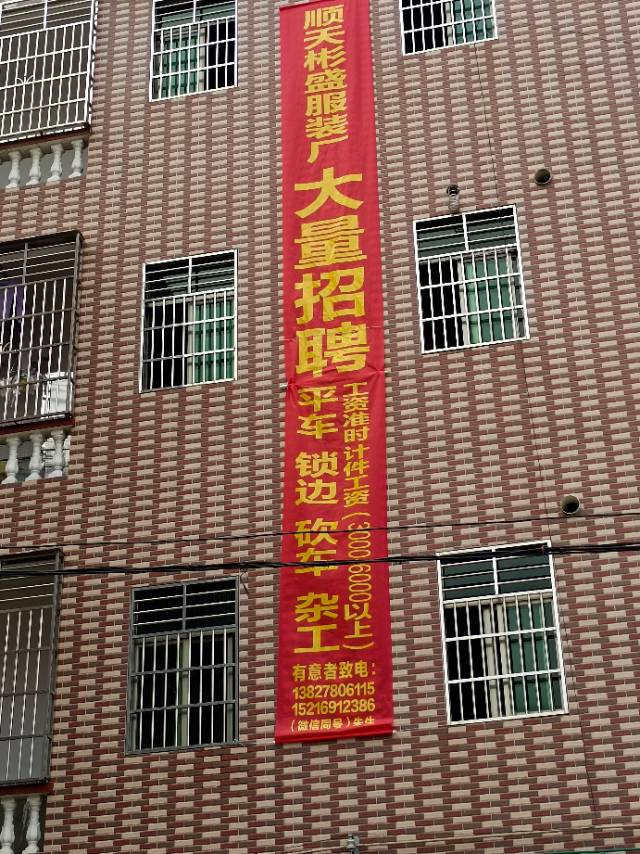 顺天彬盛服装厂
大量招聘
平车 锁边 砍车 杂工
工资准时 计件工资(3000-6000以上)
有意者致电:
13827806115
15216912386
(微信同号)